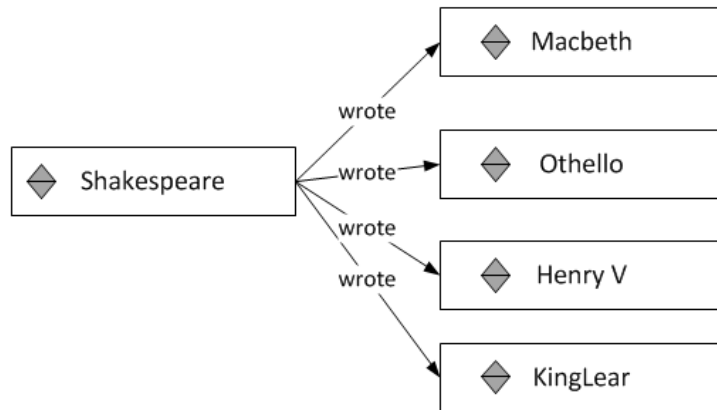 Macbeth
wrote
Othello
wrote
Shakespeare
wrote
Henry V
wrote
KingLear